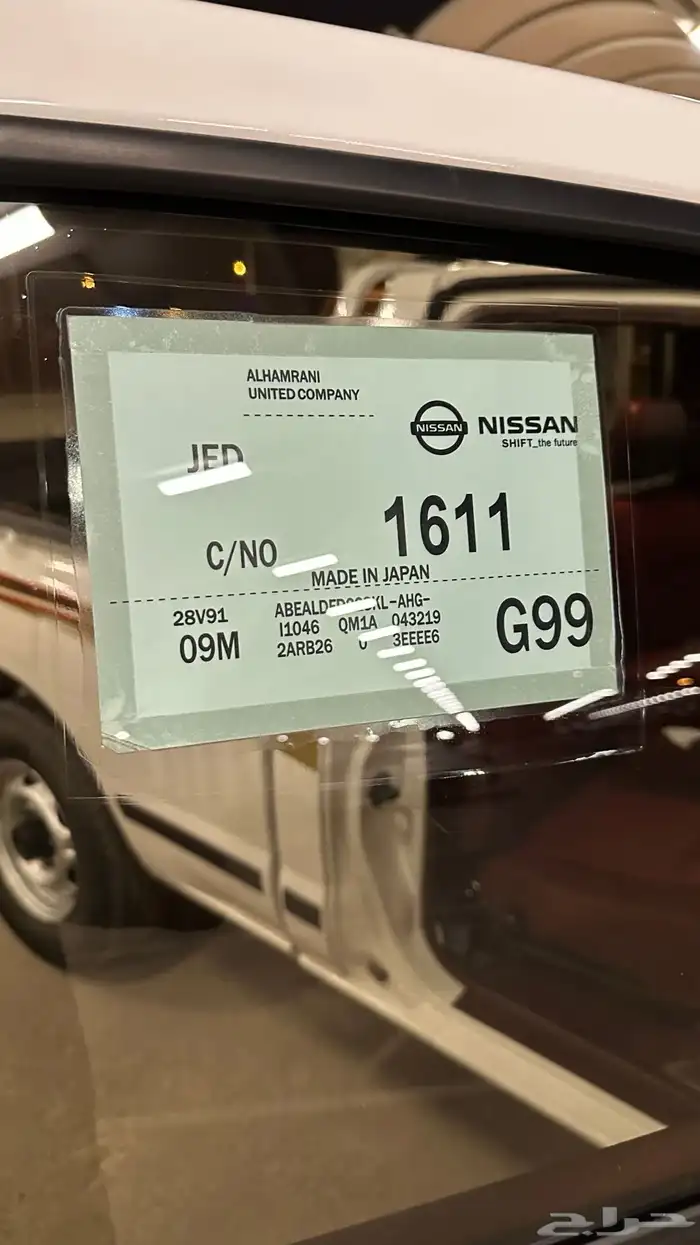 ALHAMRANI
UNITED COMPANY
NISSAN
NISSAN
SHIFT_the future
JED
C/NO
1611
MADE IN JAPAN
28V91
09M
I1046 QM1A 043219
2ARB26 0 3EEEE6
G99
حراج